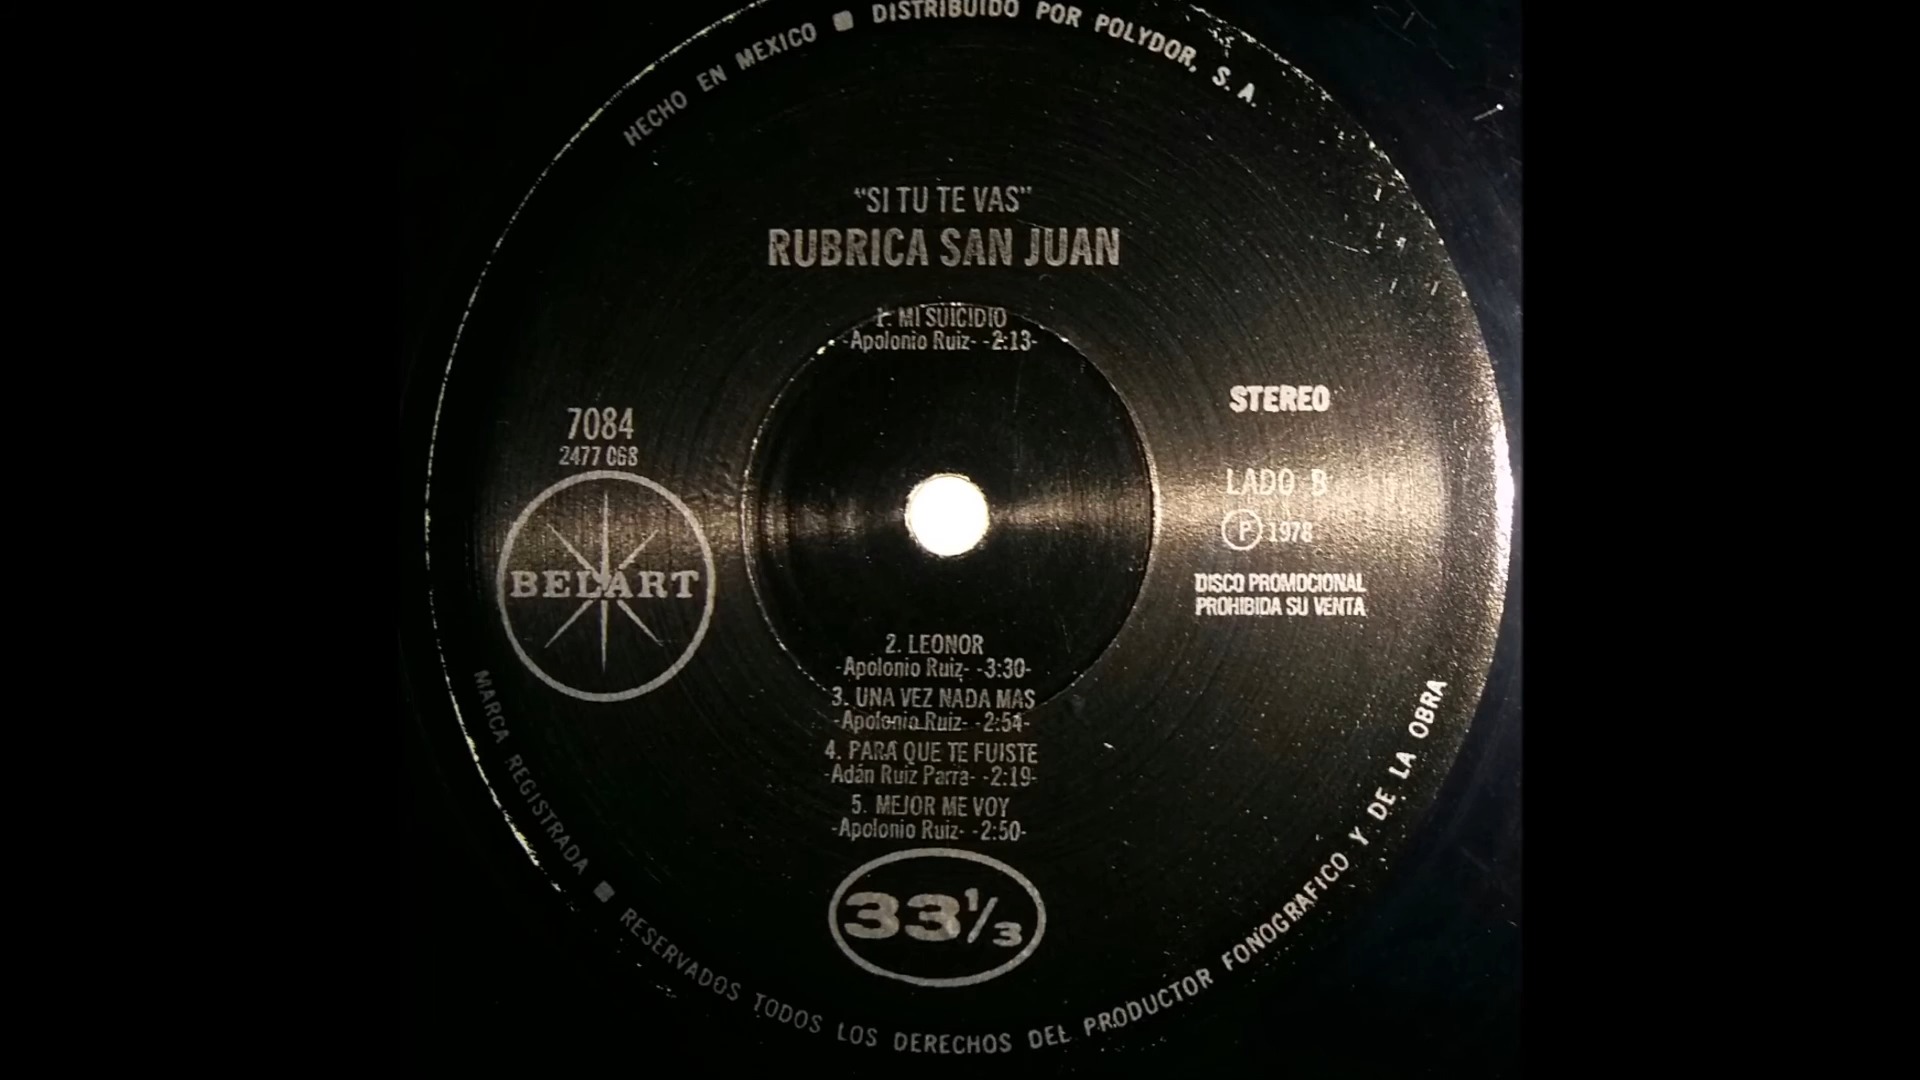 HECHO EN MEXICO ■ DISTRIBUIDO POR POLYDOR, S. A.
"SI TU TE VAS"
RUBRICA SAN JUAN
1. MI SUICIDIO
-Apolonio Ruiz- -2:13-
STEREO
7084
2477 068
LADO B
Ⓟ 1978
BELART
DISCO PROMOCIONAL
PROHIBIDA SU VENTA
2. LEONOR
-Apolonio Ruiz- -3:30-
3. UNA VEZ NADA MAS
-Apolonio Ruiz- -2:54-
4. PARA QUE TE FUISTE
-Adán Ruiz Parra- -2:19-
5. MEJOR ME VOY
-Apolonio Ruiz- -2:50-
33⅓
MARCA REGISTRADA ■ RESERVADOS TODOS LOS DERECHOS DEL PRODUCTOR FONOGRAFICO Y DE LA OBRA